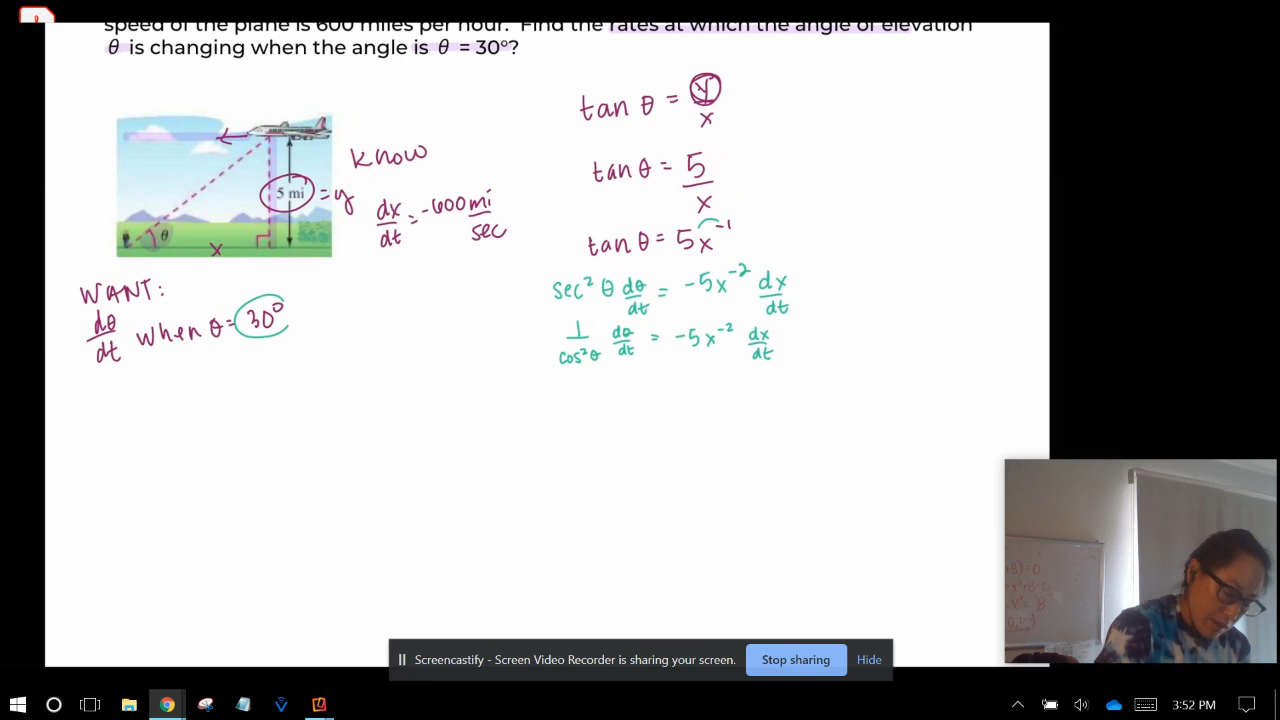 speed of the plane is 600 miles per hour. Find the rates at which the angle of elevation
θ is changing when the angle is θ = 30°?
tan θ = y/x
know
tan θ = 5/x
5 mi = y
dx/dt = -600 mi/sec
θ
x
tan θ = 5x⁻¹
WANT:
dθ/dt when θ = 30°
sec² θ dθ/dt = -5x⁻² dx/dt
1/cos²θ dθ/dt = -5x⁻² dx/dt
Screencastify - Screen Video Recorder is sharing your screen.
Stop sharing
Hide
3:52 PM